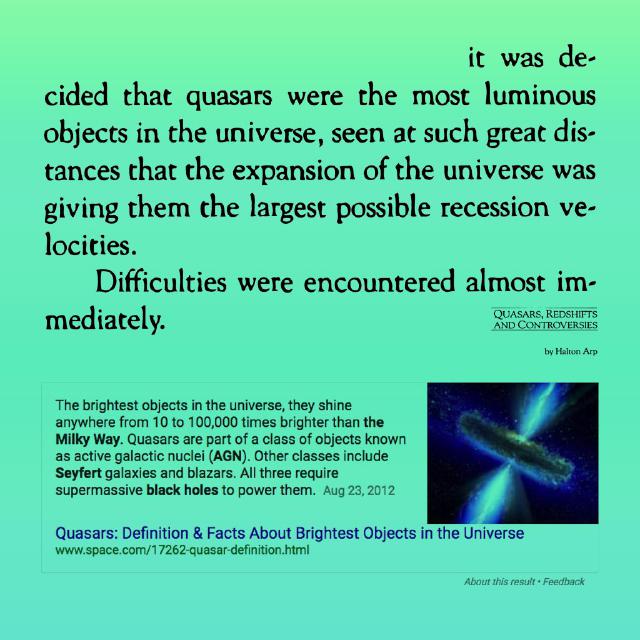 it was de-
cided that quasars were the most luminous
objects in the universe, seen at such great dis-
tances that the expansion of the universe was
giving them the largest possible recession ve-
locities.
Difficulties were encountered almost im-
mediately.
QUASARS, REDSHIFTS
AND CONTROVERSIES
by Halton Arp
The brightest objects in the universe, they shine
anywhere from 10 to 100,000 times brighter than the
Milky Way. Quasars are part of a class of objects known
as active galactic nuclei (AGN). Other classes include
Seyfert galaxies and blazars. All three require
supermassive black holes to power them. Aug 23, 2012
Quasars: Definition & Facts About Brightest Objects in the Universe
www.space.com/17262-quasar-definition.html
About this result • Feedback